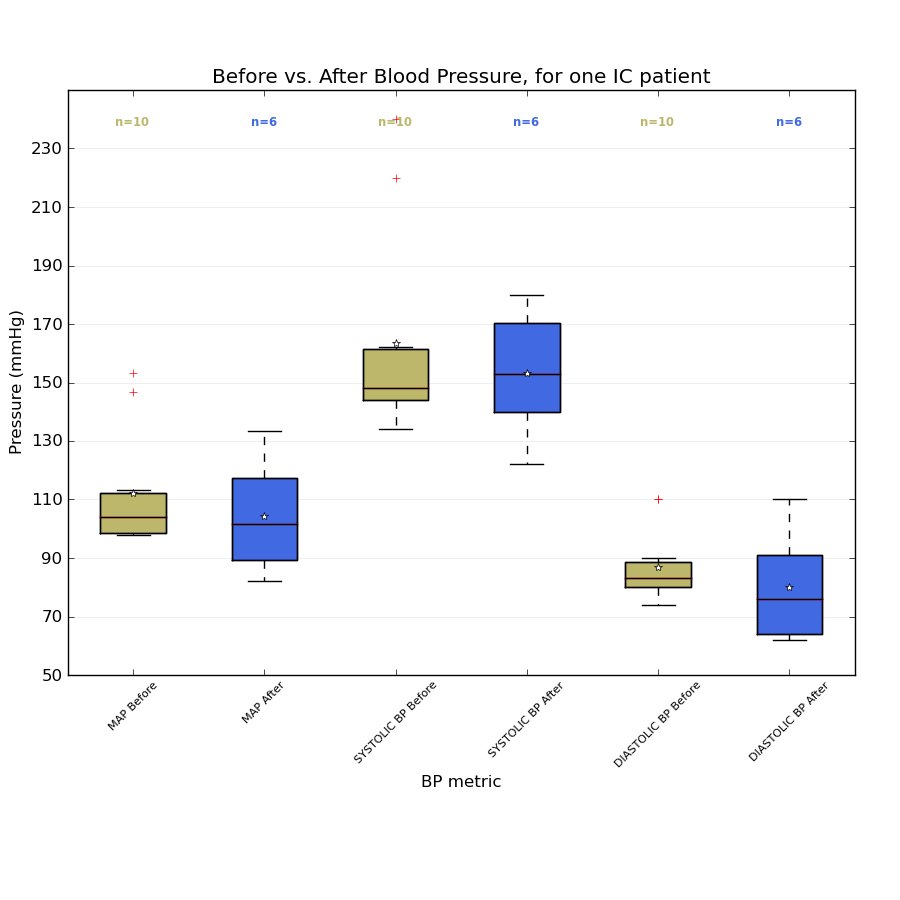 Before vs. After Blood Pressure, for one IC patient
n=10 n=6 n=10 n=6 n=10 n=6
230
210
190
170
150
130
110
90
70
50
Pressure (mmHg)
MAP Before
MAP After
SYSTOLIC BP Before
SYSTOLIC BP After
DIASTOLIC BP Before
DIASTOLIC BP After
BP metric